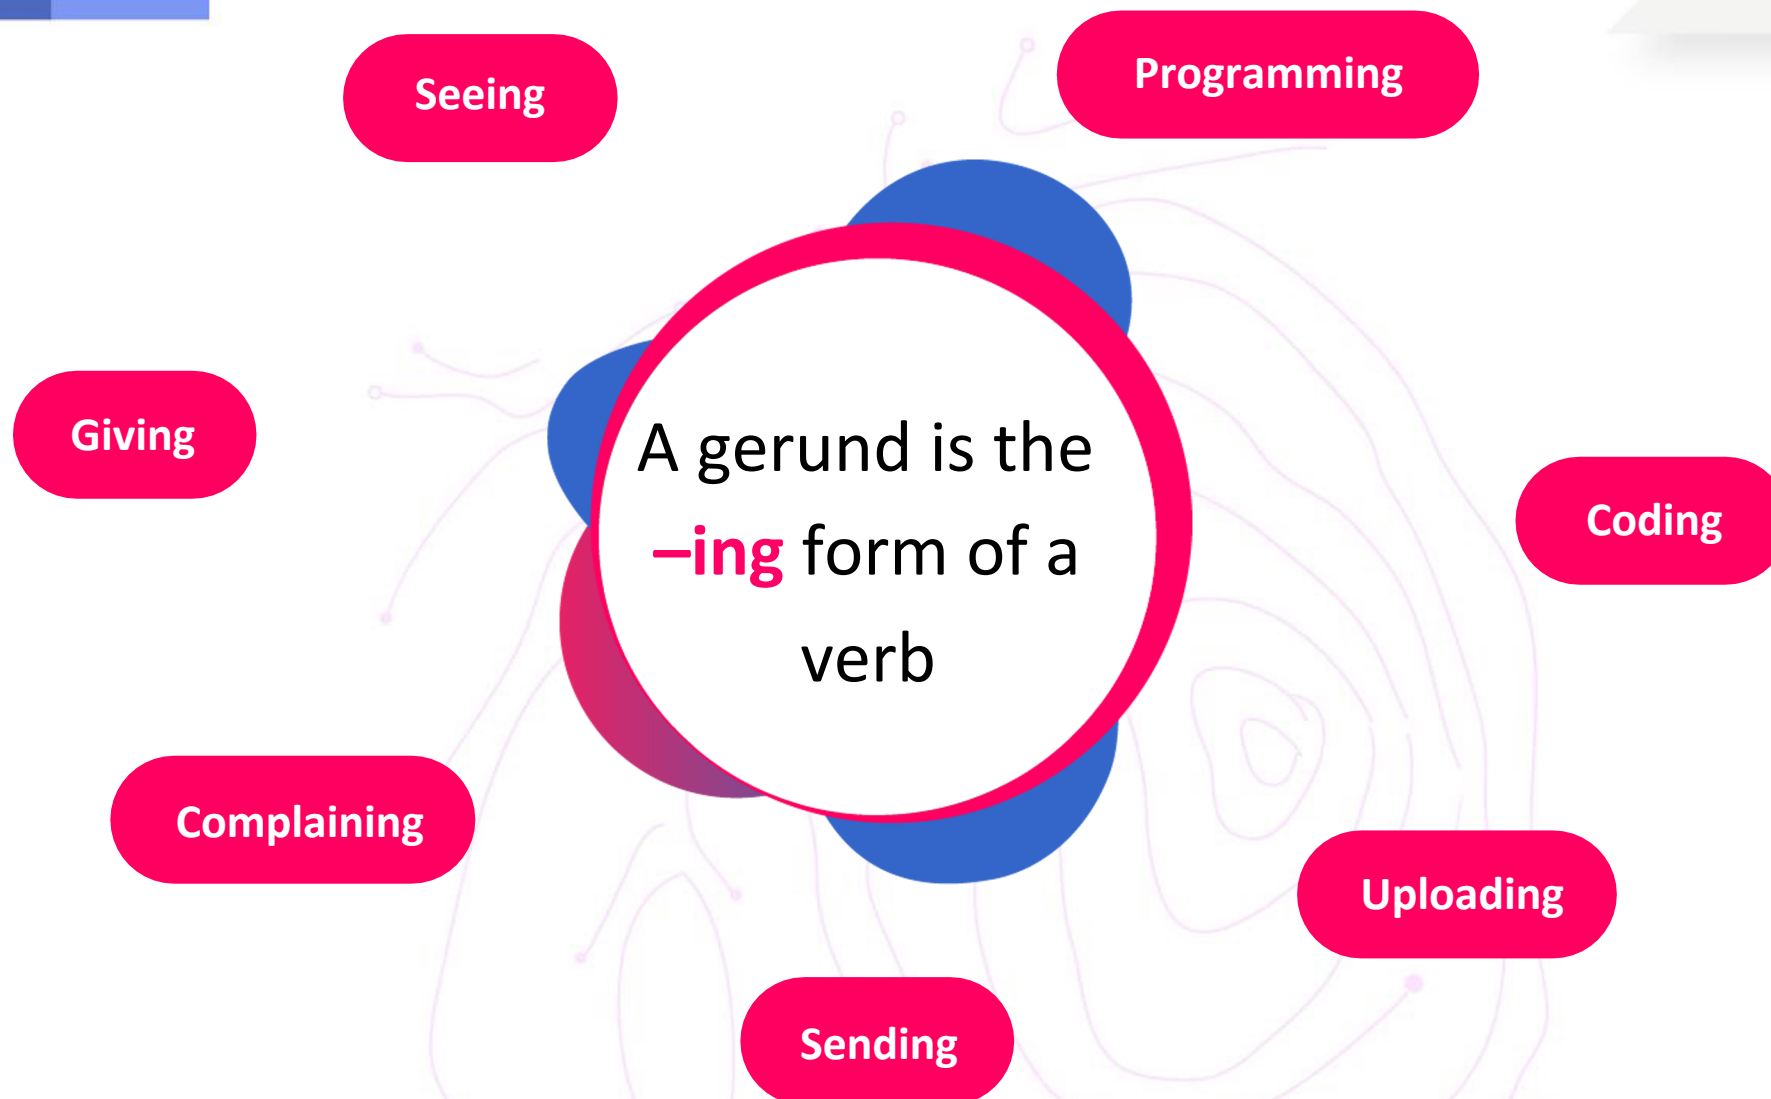 Seeing
Programming
Giving
A gerund is the
–ing form of a
verb
Coding
Complaining
Uploading
Sending